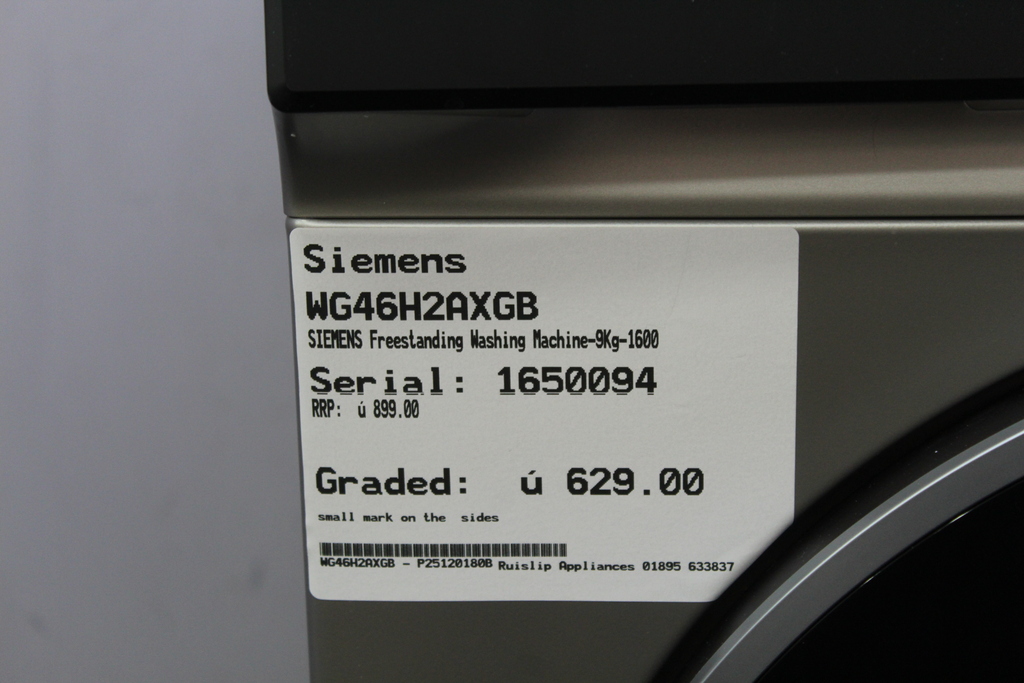 Siemens
WG46H2AXGB
SIEMENS Freestanding Washing Machine-9Kg-1600
Serial: 1650094
RRP: ú 899.00
Graded: ú 629.00
small mark on the sides
WG46H2AXGB - P25120180B Ruislip Appliances 01895 633837